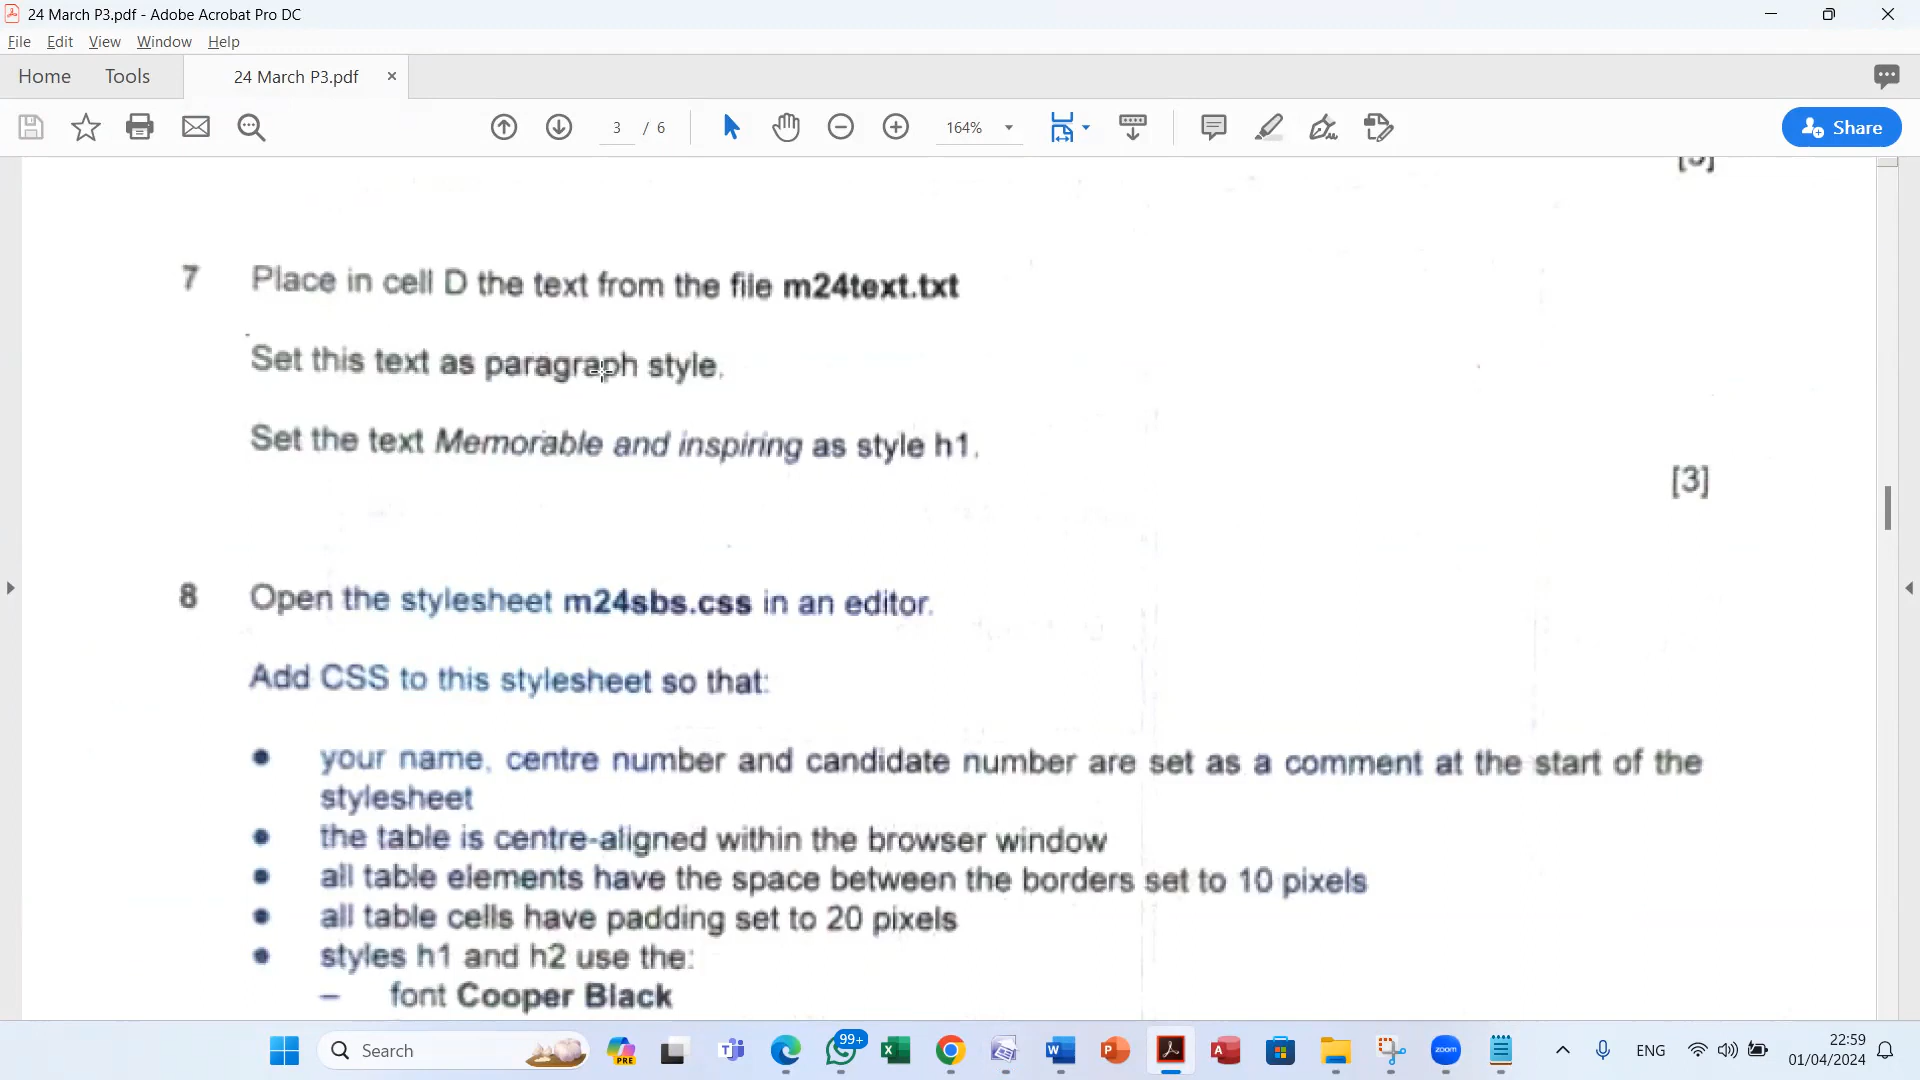 24 March P3.pdf - Adobe Acrobat Pro DC
File Edit View Window Help
Home Tools 24 March P3.pdf ×
3 / 6 164% Share
7 Place in cell D the text from the file m24text.txt
Set this text as paragraph style.
Set the text Memorable and inspiring as style h1.
[3]
8 Open the stylesheet m24sbs.css in an editor.
Add CSS to this stylesheet so that:
• your name, centre number and candidate number are set as a comment at the start of the
stylesheet
• the table is centre-aligned within the browser window
• all table elements have the space between the borders set to 10 pixels
• all table cells have padding set to 20 pixels
• styles h1 and h2 use the:
– font Cooper Black
Search PRE 99+ zoom ENG 22:59
01/04/2024